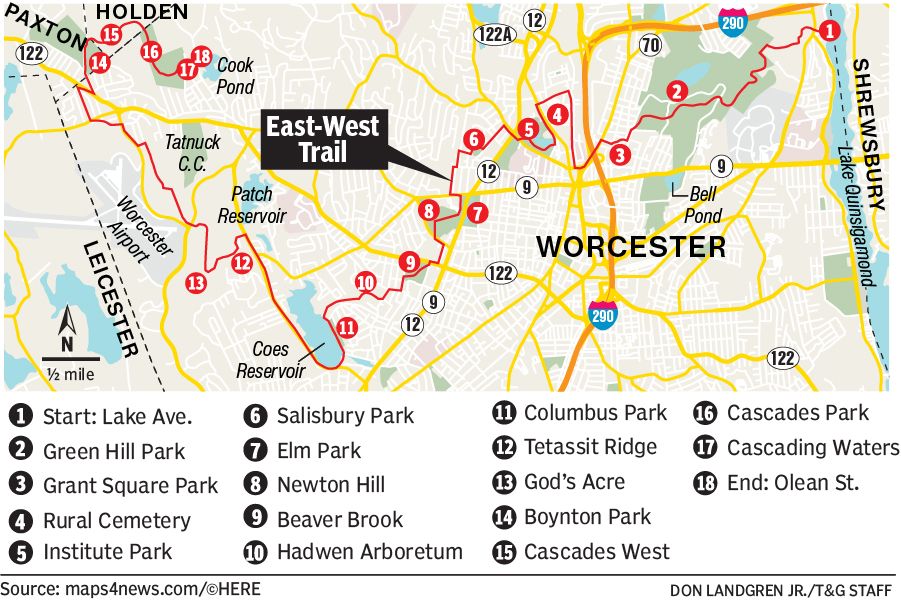 PAXTON
HOLDEN
122
15
14
16
17
18
Cook
Pond
122A
12
70
290
1
2
3
4
5
6
7
8
9
10
11
12
13
East-West
Trail
Tatnuck
C.C.
Patch
Reservoir
Worcester
Airport
LEICESTER
12
9
9
Bell
Pond
SHREWSBURY
Lake Quinsigamond
WORCESTER
122
9
12
290
122
Coes
Reservoir
N
½ mile
1 Start: Lake Ave.
2 Green Hill Park
3 Grant Square Park
4 Rural Cemetery
5 Institute Park
6 Salisbury Park
7 Elm Park
8 Newton Hill
9 Beaver Brook
10 Hadwen Arboretum
11 Columbus Park
12 Tetassit Ridge
13 God's Acre
14 Boynton Park
15 Cascades West
16 Cascades Park
17 Cascading Waters
18 End: Olean St.
Source: maps4news.com/©HERE
DON LANDGREN JR./T&G STAFF